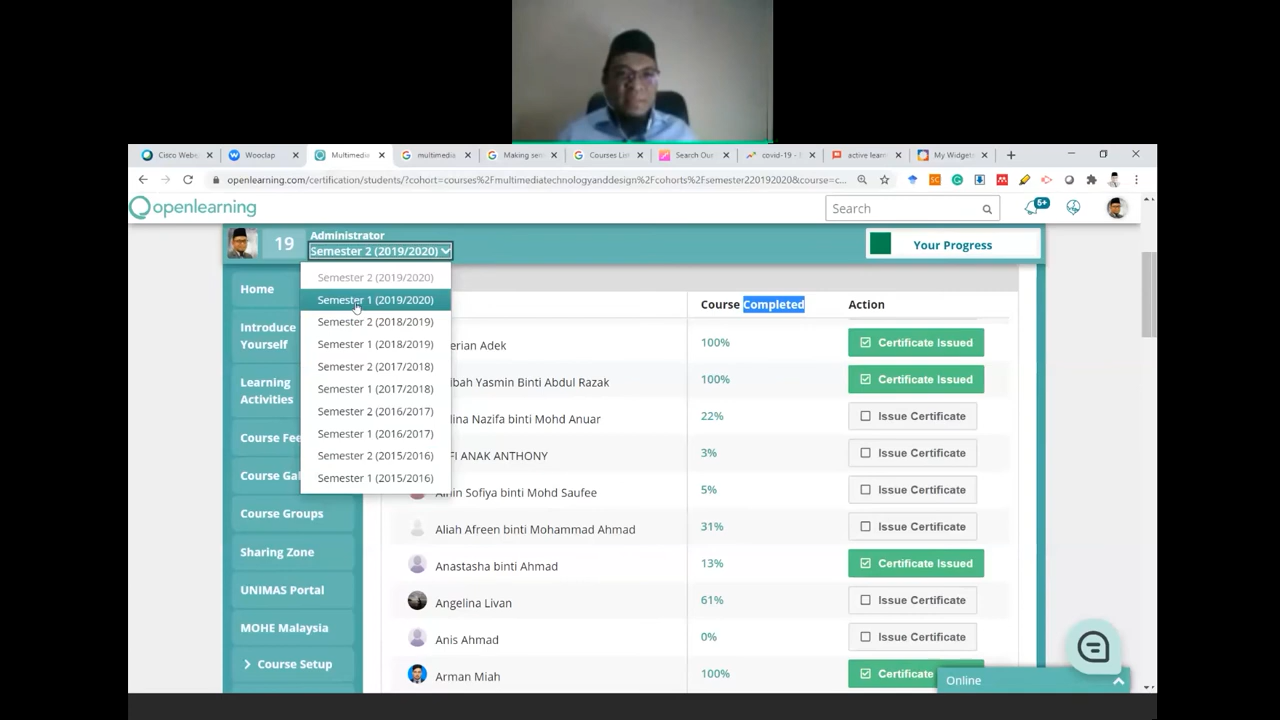 Cisco Webe
Wooclap
Multimedia
multimedia
Making sen
Courses Lis
Search Our
covid-19 -
active learn
My Widget
openlearning.com/certification/students/?cohort=courses%2Fmultimediatechnologyanddesign%2Fcohorts%2Fsemester220192020&course=c...
openlearning
Search
5+
19
Administrator
Semester 2 (2019/2020)
Your Progress
Semester 2 (2019/2020)
Semester 1 (2019/2020)
Semester 2 (2018/2019)
Semester 1 (2018/2019)
Semester 2 (2017/2018)
Semester 1 (2017/2018)
Semester 2 (2016/2017)
Semester 1 (2016/2017)
Semester 2 (2015/2016)
Semester 1 (2015/2016)
Home
Introduce
Yourself
Learning
Activities
Course Fee
Course Gal
Course Groups
Sharing Zone
UNIMAS Portal
MOHE Malaysia
Course Setup
Course Completed Action
erian Adek 100% Certificate Issued
ibah Yasmin Binti Abdul Razak 100% Certificate Issued
lina Nazifa binti Mohd Anuar 22% Issue Certificate
FI ANAK ANTHONY 3% Issue Certificate
Sofiya binti Mohd Saufee 5% Issue Certificate
Aliah Afreen binti Mohammad Ahmad 31% Issue Certificate
Anastasha binti Ahmad 13% Certificate Issued
Angelina Livan 61% Issue Certificate
Anis Ahmad 0% Issue Certificate
Arman Miah 100% Certificate
Online